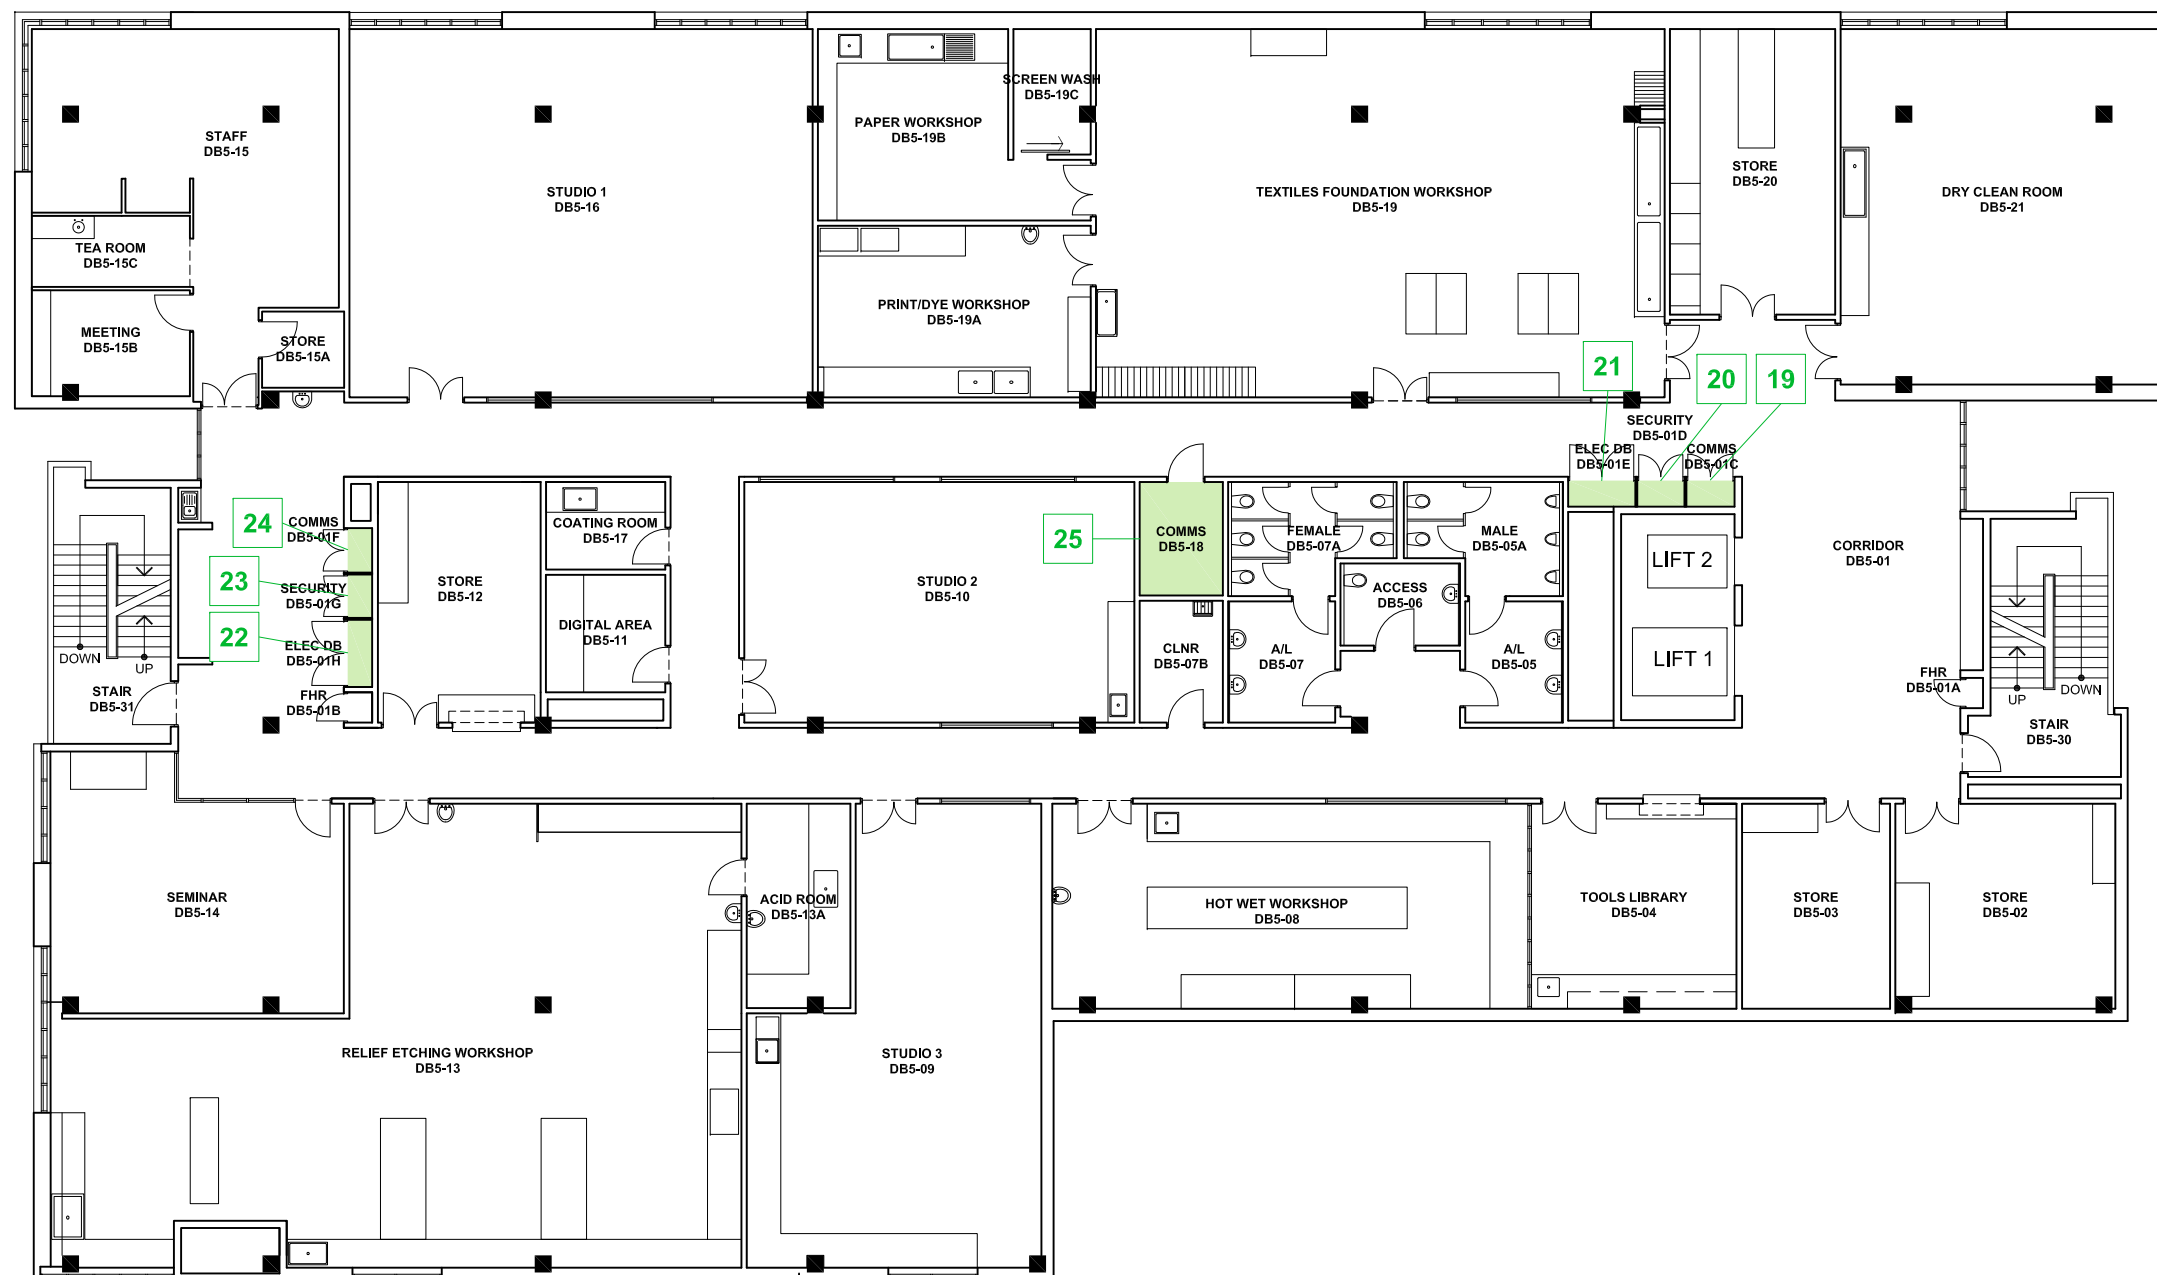 SCREEN WASH
DB5-19C
PAPER WORKSHOP
DB5-19B
STAFF
DB5-15
STORE
DB5-20
STUDIO 1
DB5-16
TEXTILES FOUNDATION WORKSHOP
DB5-19
DRY CLEAN ROOM
DB5-21
TEA ROOM
DB5-15C
PRINT/DYE WORKSHOP
DB5-19A
MEETING
DB5-15B
STORE
DB5-15A
21
20
19
SECURITY
DB5-01D
ELEC DB
DB5-01E
COMMS
DB5-01C
24
COMMS
DB5-01F
COATING ROOM
DB5-17
25
COMMS
DB5-18
FEMALE
DB5-07A
MALE
DB5-05A
LIFT 2
CORRIDOR
DB5-01
23
SECURITY
DB5-01G
STORE
DB5-12
STUDIO 2
DB5-10
ACCESS
DB5-06
22
ELEC DB
DB5-01H
DIGITAL AREA
DB5-11
CLNR
DB5-07B
A/L
DB5-07
A/L
DB5-05
LIFT 1
DOWN
UP
STAIR
DB5-31
FHR
DB5-01B
FHR
DB5-01A
UP
DOWN
STAIR
DB5-30
SEMINAR
DB5-14
ACID ROOM
DB5-13A
HOT WET WORKSHOP
DB5-08
TOOLS LIBRARY
DB5-04
STORE
DB5-03
STORE
DB5-02
RELIEF ETCHING WORKSHOP
DB5-13
STUDIO 3
DB5-09